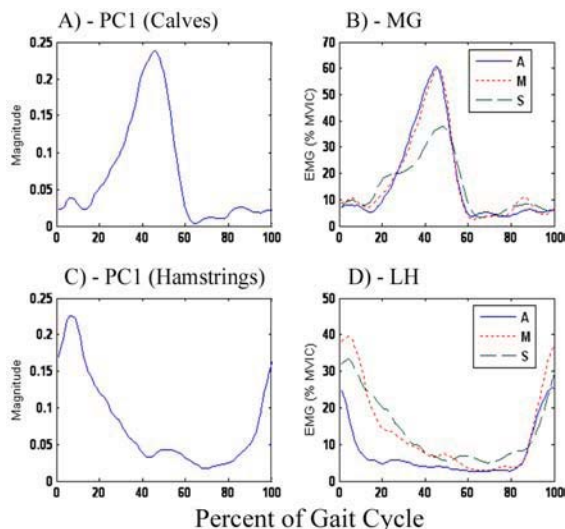 A) - PC1 (Calves)
B) - MG
0.25
0.2
0.15
0.1
0.05
0
Magnitude
0 20 40 60 80 100
70
60
50
40
30
20
10
0
EMG (% MVIC)
A
M
S
0 20 40 60 80 100
C) - PC1 (Hamstrings)
D) - LH
0.25
0.2
0.15
0.1
0.05
0
Magnitude
0 20 40 60 80 100
50
40
30
20
10
0
EMG (% MVIC)
A
M
S
0 20 40 60 80 100
Percent of Gait Cycle